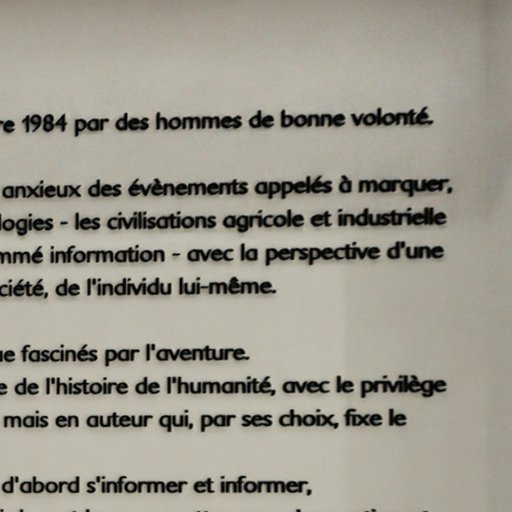 re 1984 par des hommes de bonne volonté.
anxieux des évènements appelés à marquer,
logies - les civilisations agricole et industrielle
mmé information - avec la perspective d'une
ciété, de l'individu lui-même.
ue fascinés par l'aventure.
e de l'histoire de l'humanité, avec le privilège
mais en auteur qui, par ses choix, fixe le
d'abord s'informer et informer,